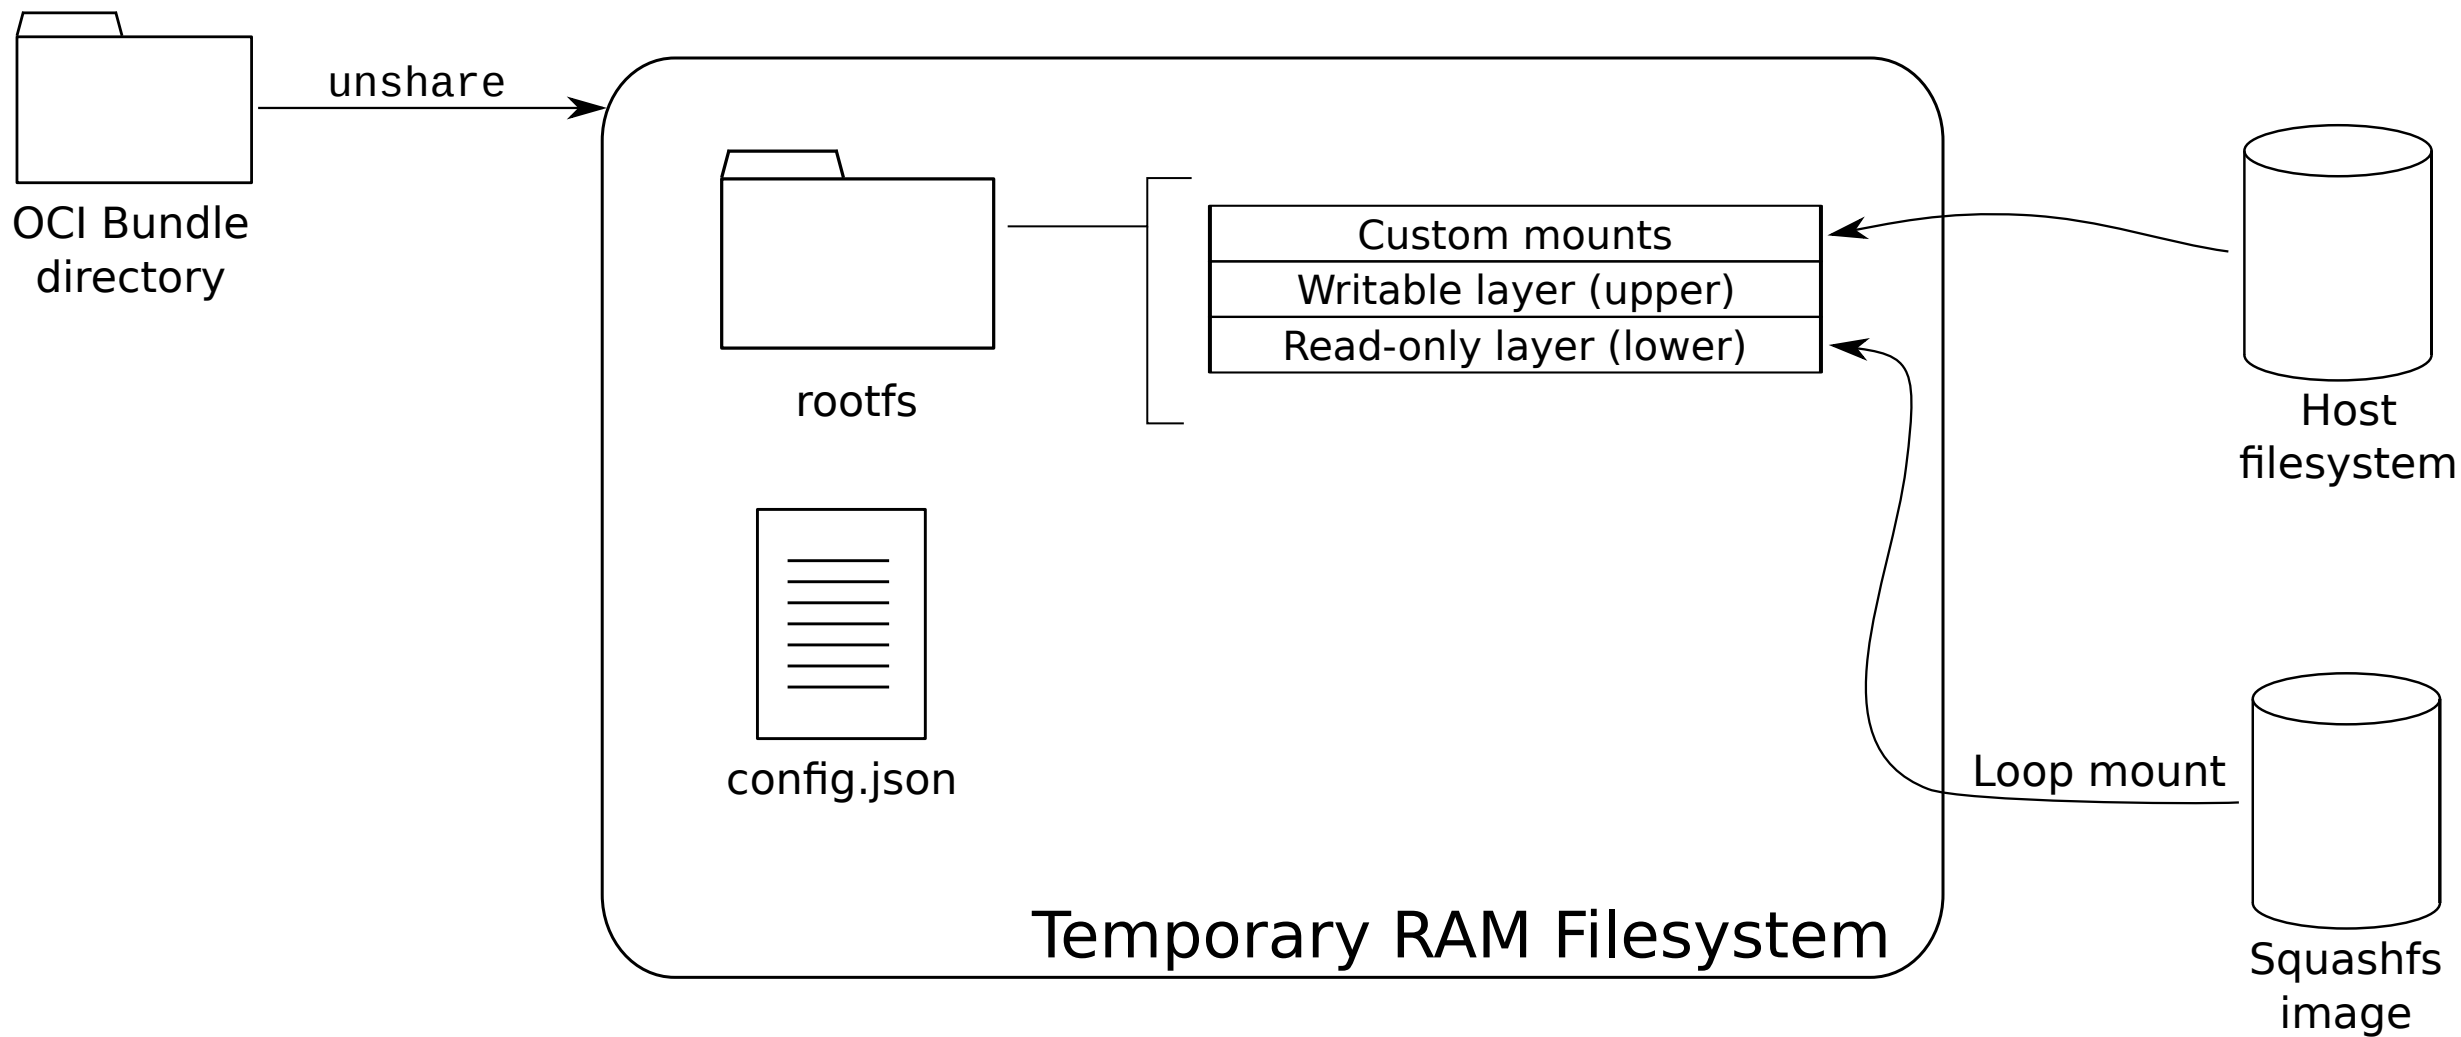 unshare
OCI Bundle
directory
rootfs
config.json
Custom mounts
Writable layer (upper)
Read-only layer (lower)
Host
filesystem
Loop mount
Squashfs
image
Temporary RAM Filesystem